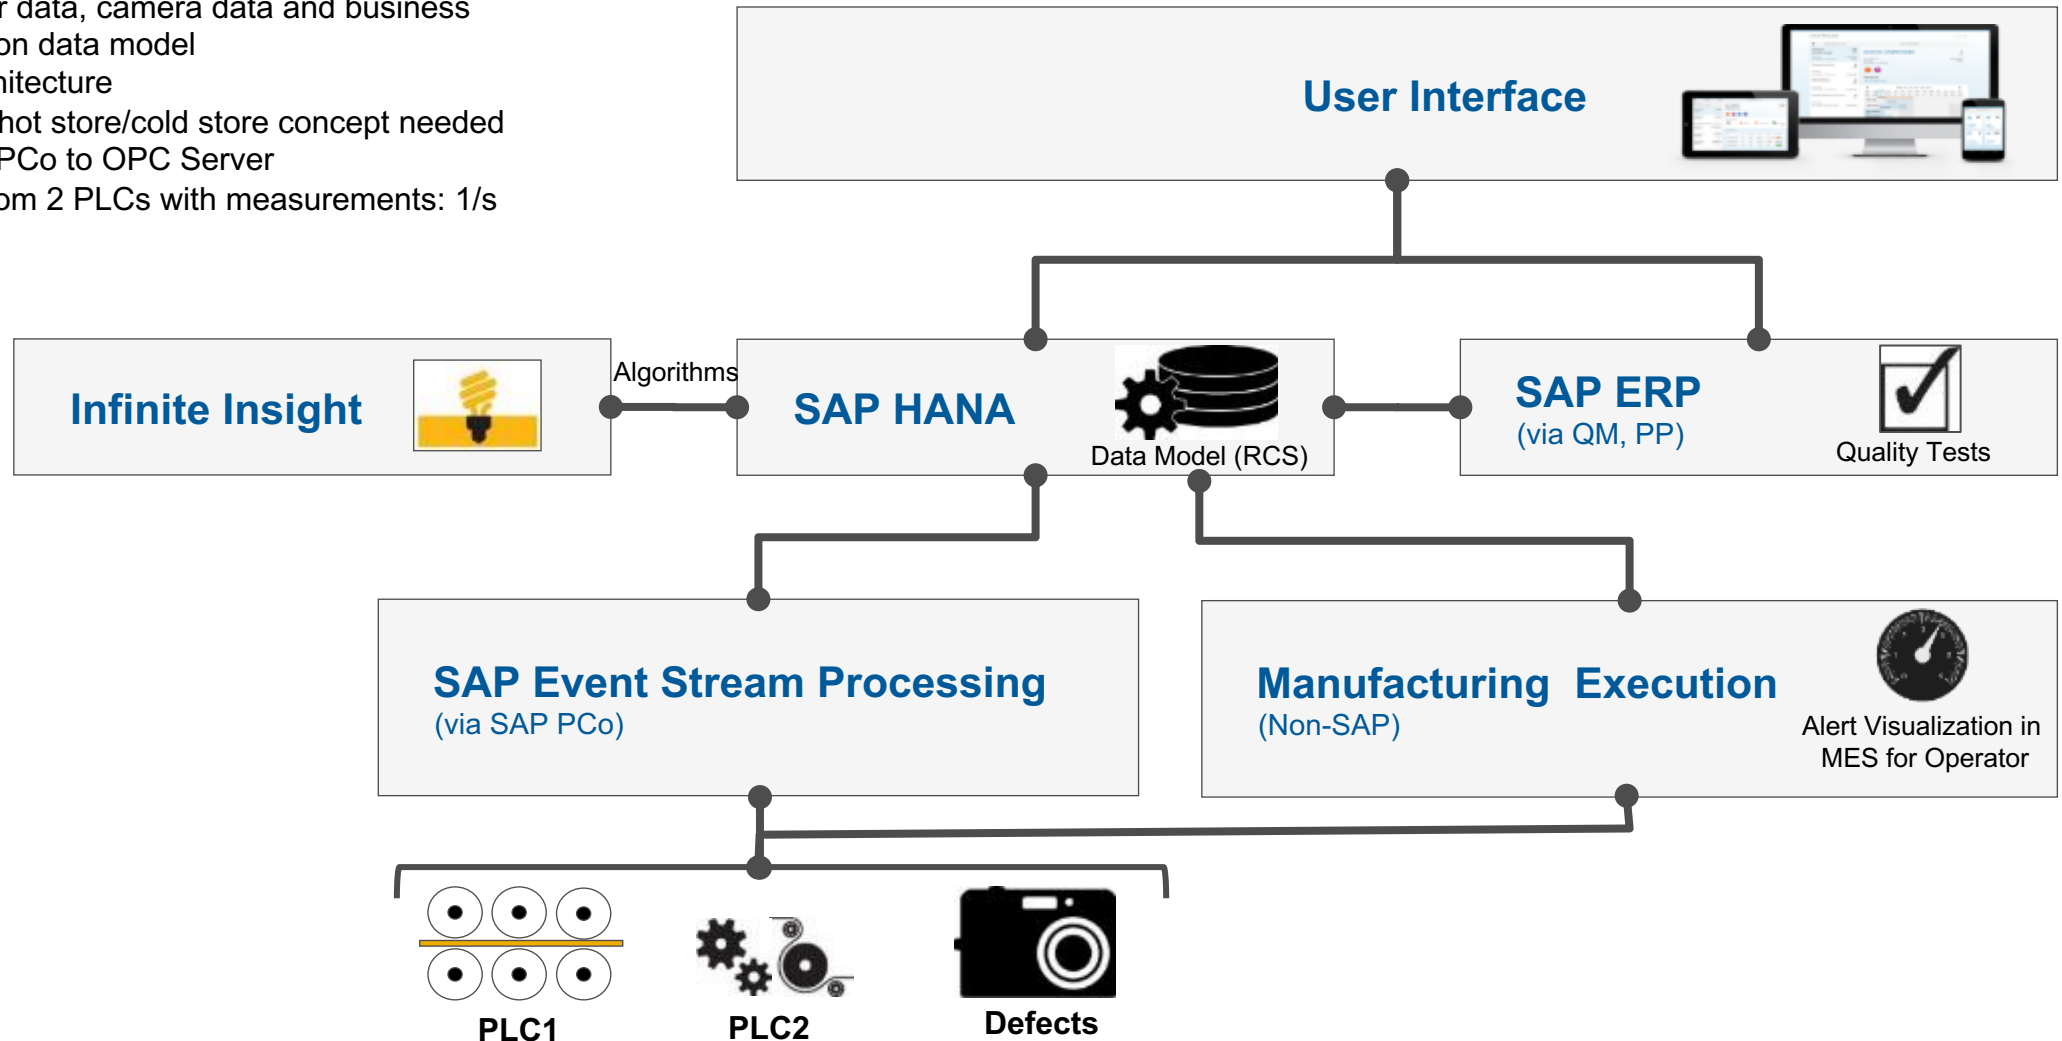 r data, camera data and business
on data model
hitecture
hot store/cold store concept needed
PCo to OPC Server
om 2 PLCs with measurements: 1/s
User Interface
Infinite Insight
Algorithms
SAP HANA
Data Model (RCS)
SAP ERP
(via QM, PP)
Quality Tests
SAP Event Stream Processing
(via SAP PCo)
Manufacturing Execution
(Non-SAP)
Alert Visualization in
MES for Operator
PLC1
PLC2
Defects